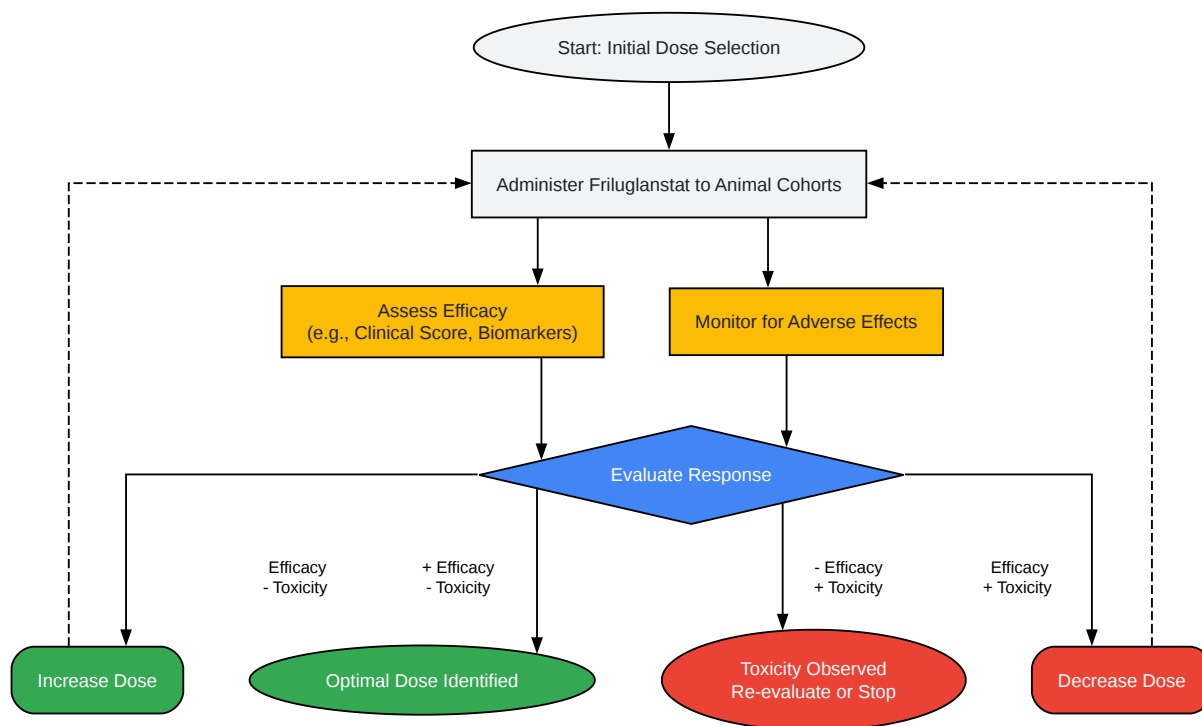 Start: Initial Dose Selection
Administer Friluglanstat to Animal Cohorts
Assess Efficacy
(e.g., Clinical Score, Biomarkers)
Monitor for Adverse Effects
Evaluate Response
Efficacy
- Toxicity
+ Efficacy
- Toxicity
- Efficacy
+ Toxicity
Efficacy
+ Toxicity
Increase Dose
Optimal Dose Identified
Toxicity Observed
Re-evaluate or Stop
Decrease Dose